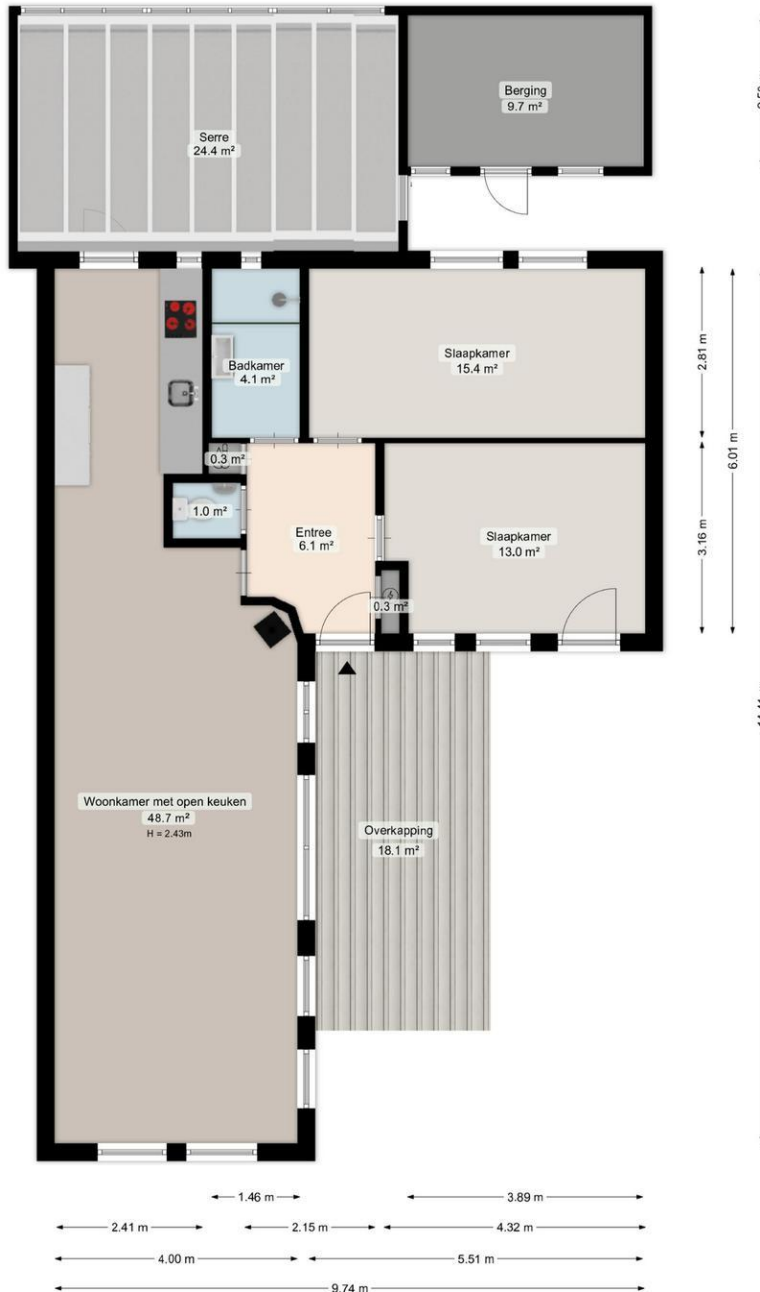 Berging
9.7 m²
Serre
24.4 m²
Slaapkamer
15.4 m²
Badkamer
4.1 m²
2.81 m
6.01 m
0.3 m²
1.0 m²
Entree
6.1 m²
Slaapkamer
13.0 m²
3.16 m
0.3 m²
Woonkamer met open keuken
48.7 m²
H = 2.43m
Overkapping
18.1 m²
1.46 m
3.89 m
2.41 m
2.15 m
4.32 m
4.00 m
5.51 m
9.74 m